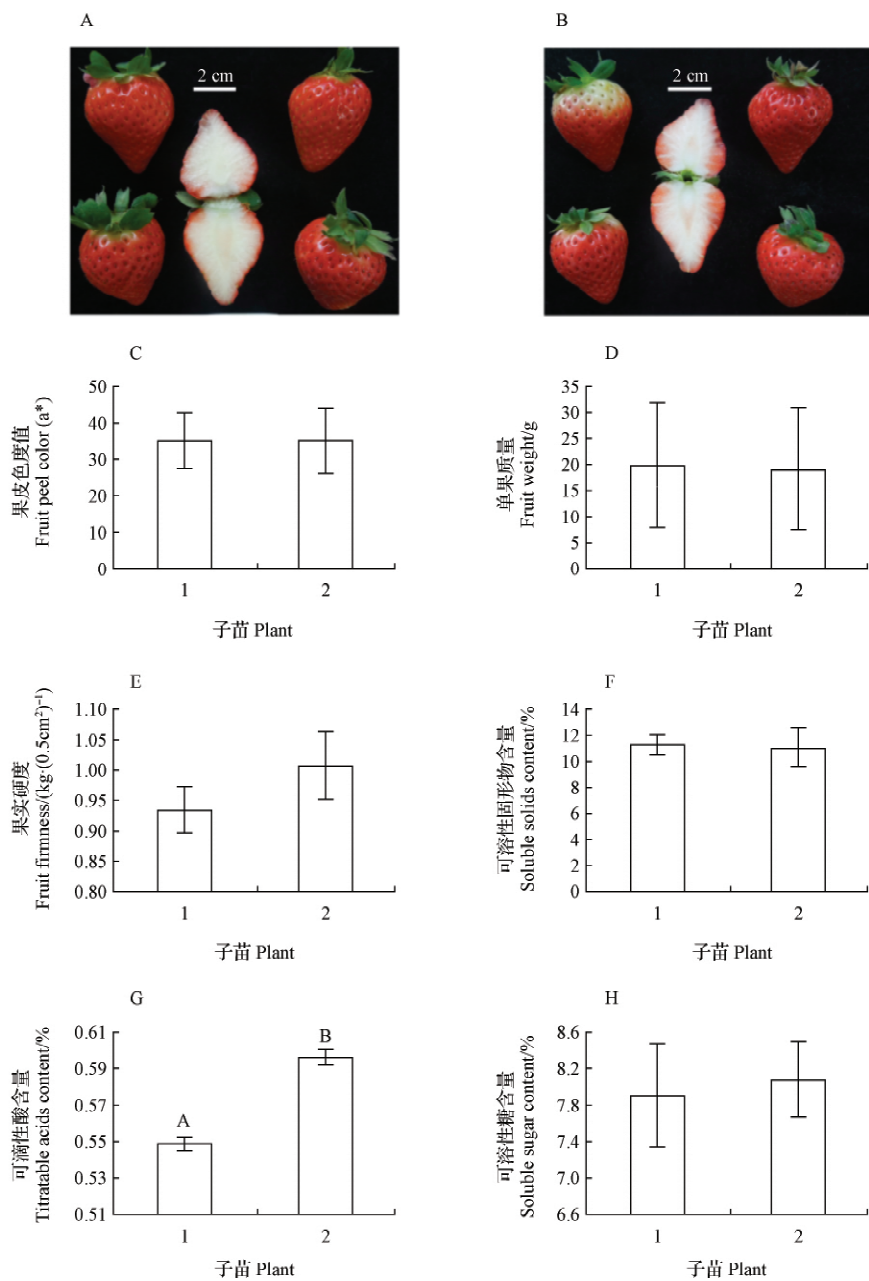 A
B
2 cm
2 cm
C
果皮色度值
Fruit peel color (a*)
50
40
30
20
10
0
1
2
子苗 Plant
D
单果质量
Fruit weight/g
35
30
25
20
15
10
5
0
1
2
子苗 Plant
E
果实硬度
Fruit firmness/(kg·(0.5cm²)⁻¹
1.10
1.05
1.00
0.95
0.90
0.85
0.80
1
2
子苗 Plant
F
可溶性固形物含量
Soluble solids content/%
14
12
10
8
6
4
2
0
1
2
子苗 Plant
G
可滴性酸含量
Titratable acids content/%
0.61
0.59
0.57
0.55
0.53
0.51
A
B
1
2
子苗 Plant
H
可溶性糖含量
Soluble sugar content/%
8.6
8.2
7.8
7.4
7.0
6.6
1
2
子苗 Plant